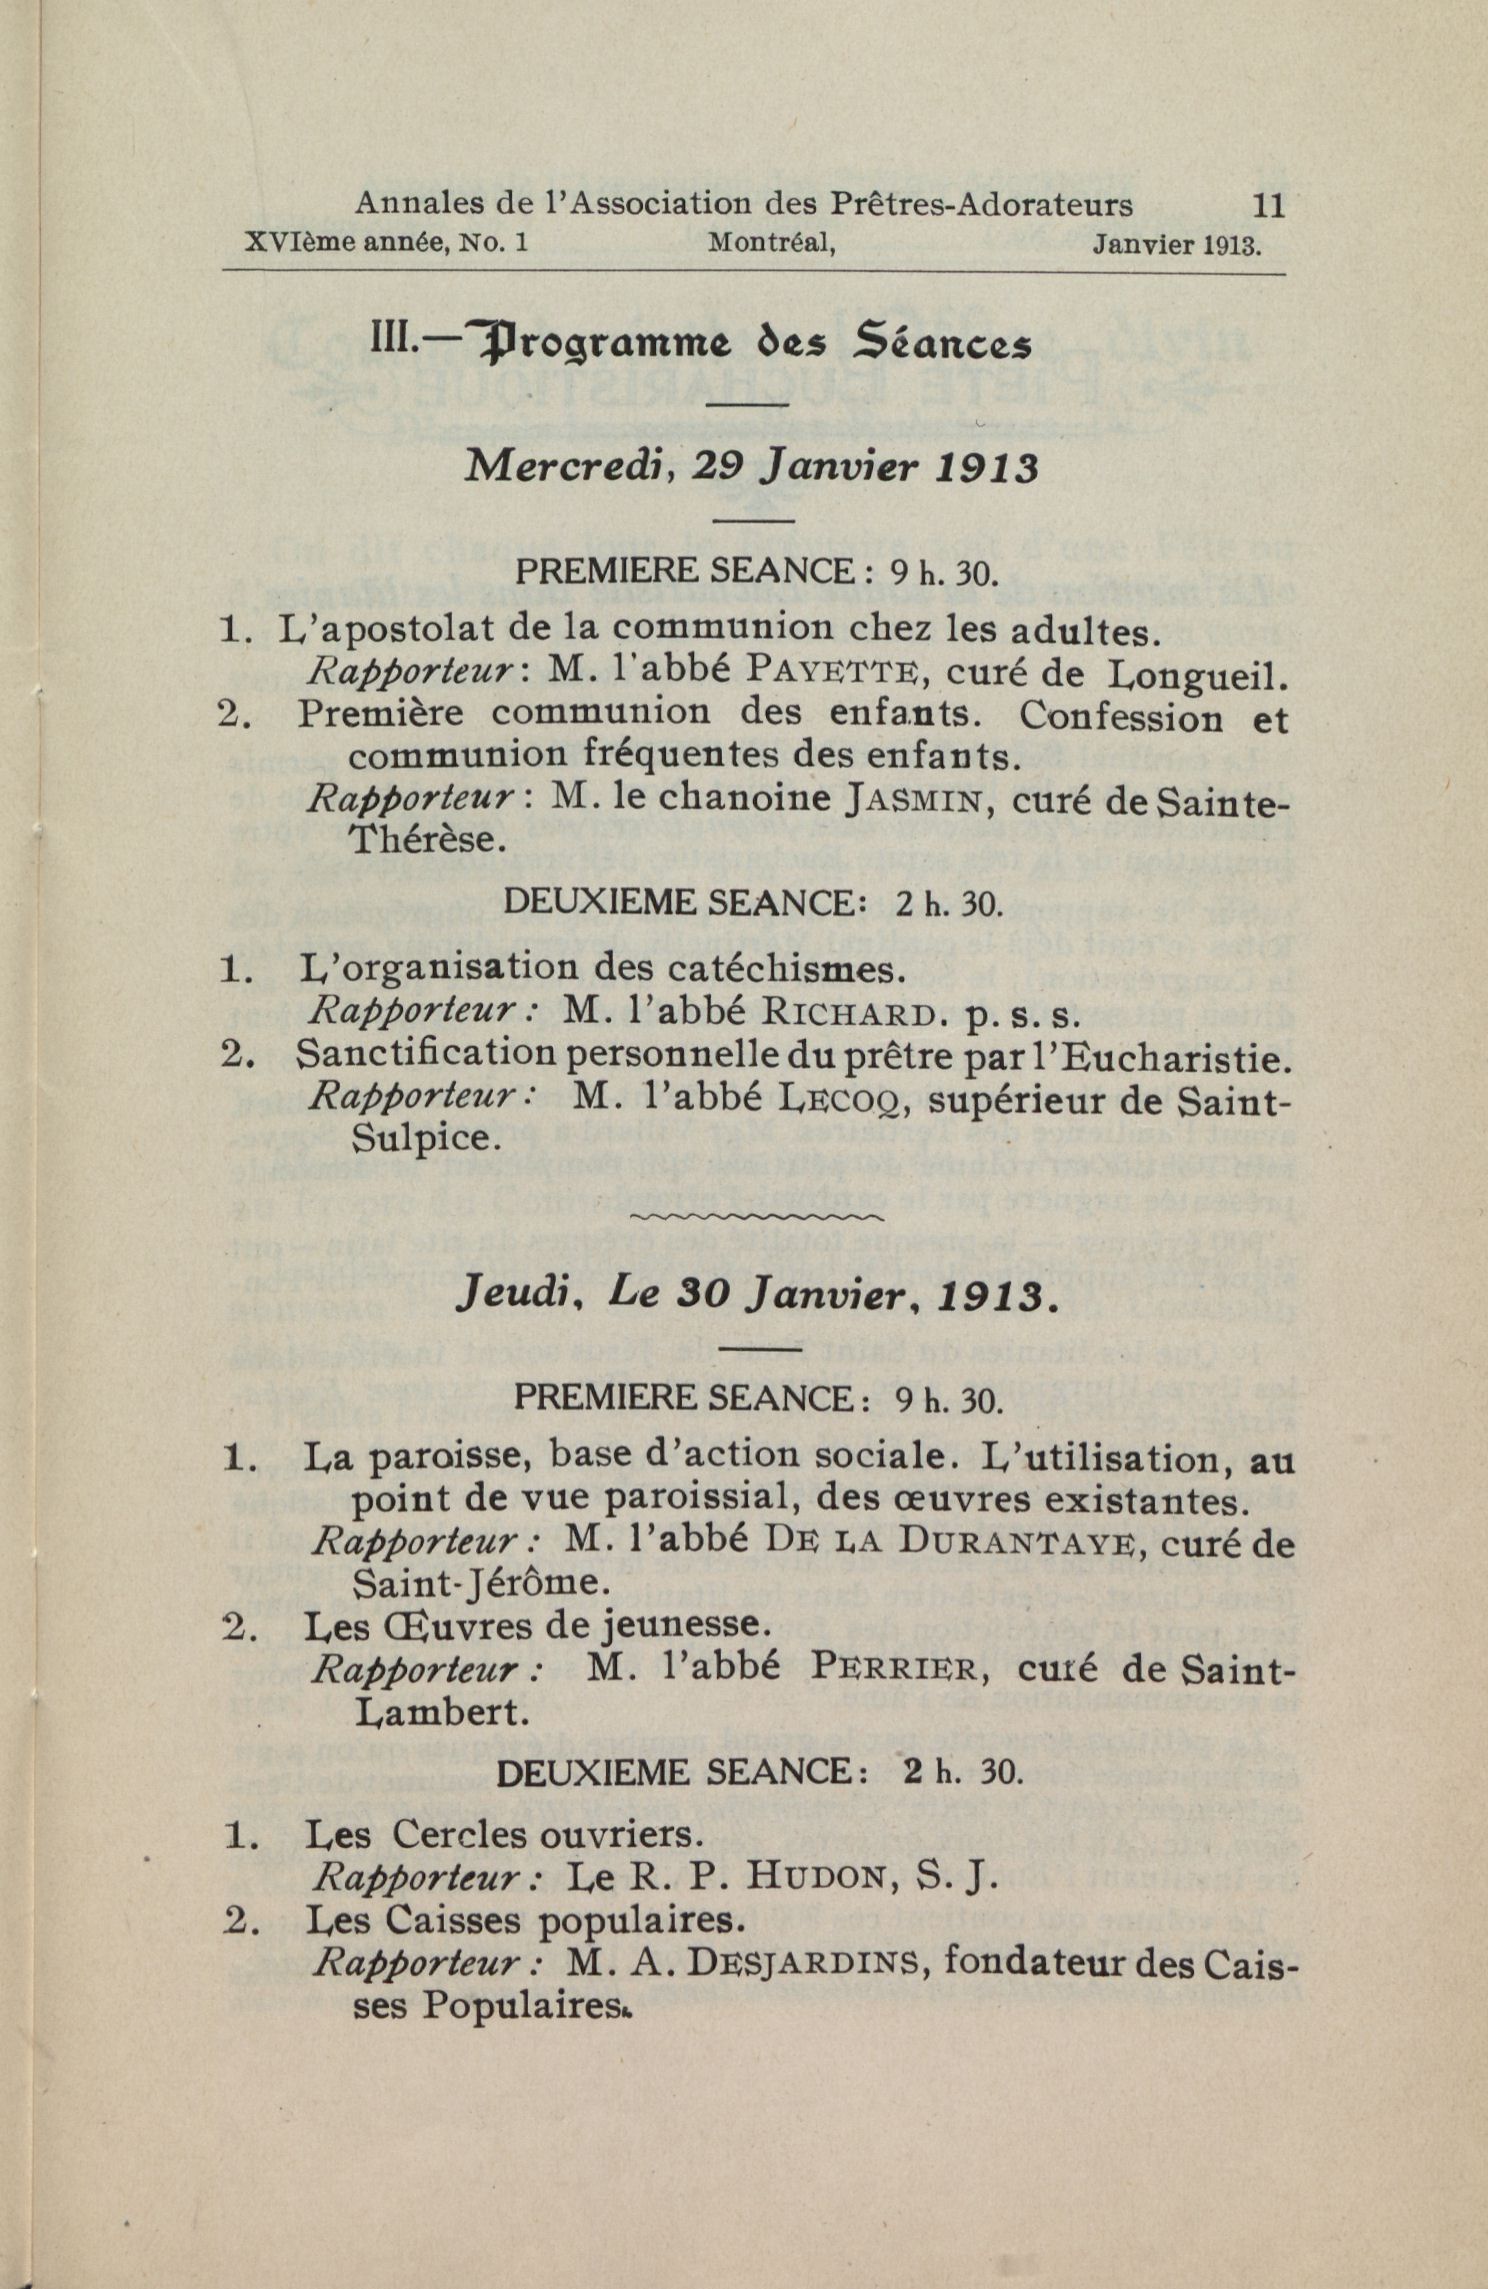 Annales de l'Association des Prêtres-Adorateurs 11
XVIème année, No. 1 Montréal, Janvier 1913.
III.—Programme des Séances
Mercredi, 29 Janvier 1913
PREMIERE SEANCE : 9 h. 30.
1. L'apostolat de la communion chez les adultes.
Rapporteur : M. l'abbé PAYETTE, curé de Longueil.
2. Première communion des enfants. Confession et
communion fréquentes des enfants.
Rapporteur : M. le chanoine JASMIN, curé de Sainte-
Thérèse.
DEUXIEME SEANCE : 2 h. 30.
1. L'organisation des catéchismes.
Rapporteur : M. l'abbé RICHARD. p. s. s.
2. Sanctification personnelle du prêtre par l'Eucharistie.
Rapporteur : M. l'abbé LECOQ, supérieur de Saint-
Sulpice.
Jeudi, Le 30 Janvier, 1913.
PREMIERE SEANCE : 9 h. 30.
1. La paroisse, base d'action sociale. L'utilisation, au
point de vue paroissial, des œuvres existantes.
Rapporteur : M. l'abbé DE LA DURANTAYE, curé de
Saint-Jérôme.
2. Les Œuvres de jeunesse.
Rapporteur : M. l'abbé PERRIER, curé de Saint-
Lambert.
DEUXIEME SEANCE : 2 h. 30.
1. Les Cercles ouvriers.
Rapporteur : Le R. P. HUDON, S. J.
2. Les Caisses populaires.
Rapporteur : M. A. DESJARDINS, fondateur des Cais-
ses Populaires.